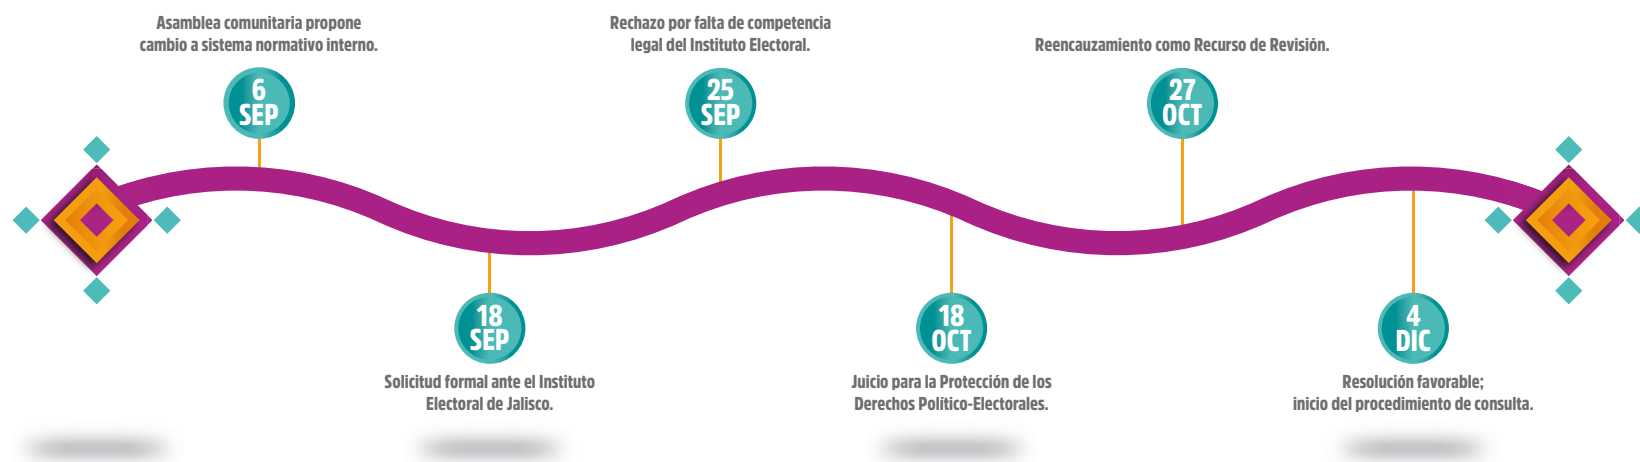 Asamblea comunitaria propone
cambio a sistema normativo interno.
6
SEP
18
SEP
Solicitud formal ante el Instituto
Electoral de Jalisco.
Rechazo por falta de competencia
legal del Instituto Electoral.
25
SEP
18
OCT
Juicio para la Protección de los
Derechos Político-Electorales.
Reencauzamiento como Recurso de Revisión.
27
OCT
4
DIC
Resolución favorable;
inicio del procedimiento de consulta.